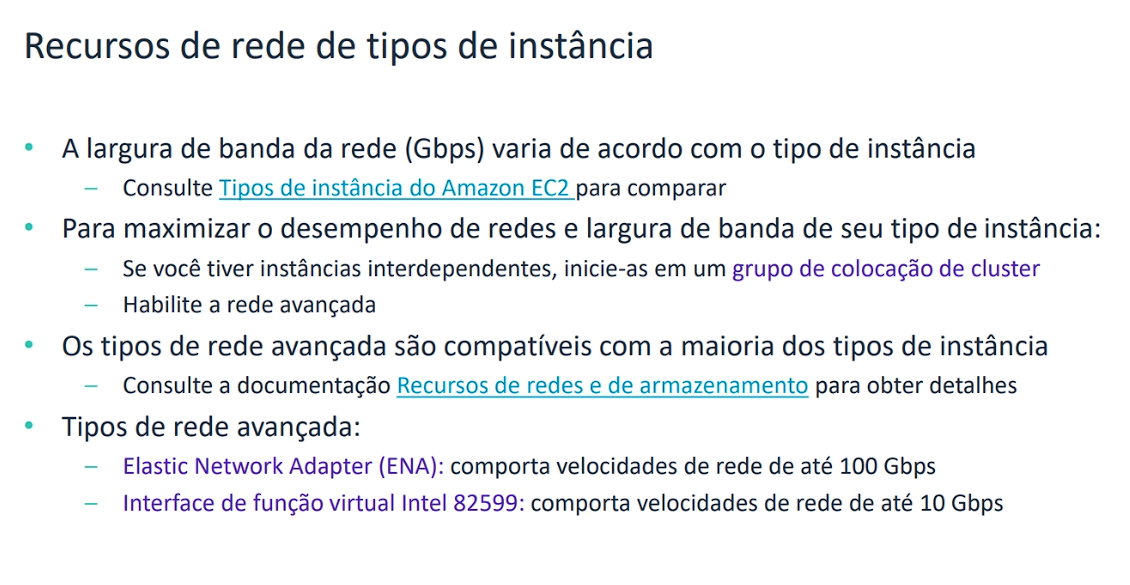 Recursos de rede de tipos de instância
• A largura de banda da rede (Gbps) varia de acordo com o tipo de instância
– Consulte Tipos de instância do Amazon EC2 para comparar
• Para maximizar o desempenho de redes e largura de banda de seu tipo de instância:
– Se você tiver instâncias interdependentes, inicie-as em um grupo de colocação de cluster
– Habilite a rede avançada
• Os tipos de rede avançada são compatíveis com a maioria dos tipos de instância
– Consulte a documentação Recursos de redes e de armazenamento para obter detalhes
• Tipos de rede avançada:
– Elastic Network Adapter (ENA): comporta velocidades de rede de até 100 Gbps
– Interface de função virtual Intel 82599: comporta velocidades de rede de até 10 Gbps